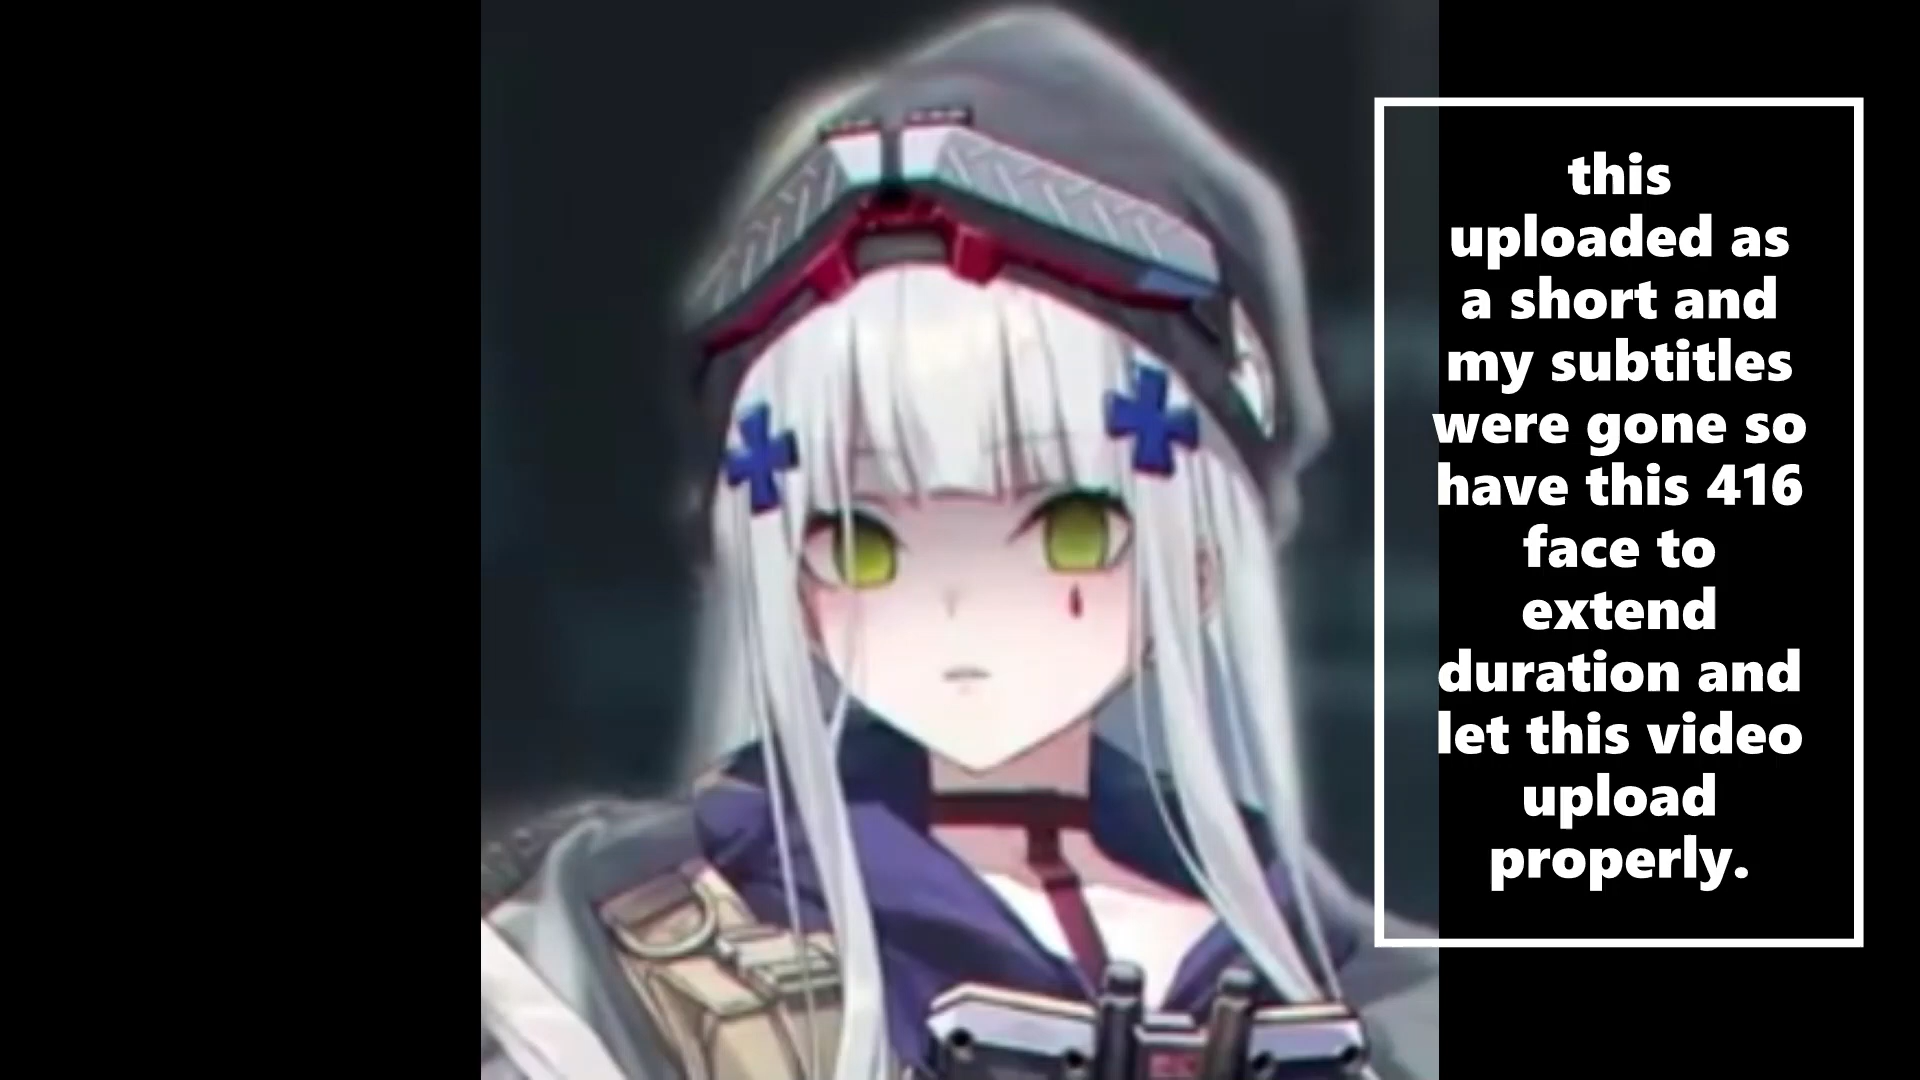 this
uploaded as
a short and
my subtitles
were gone so
have this 416
face to
extend
duration and
let this video
upload
properly.